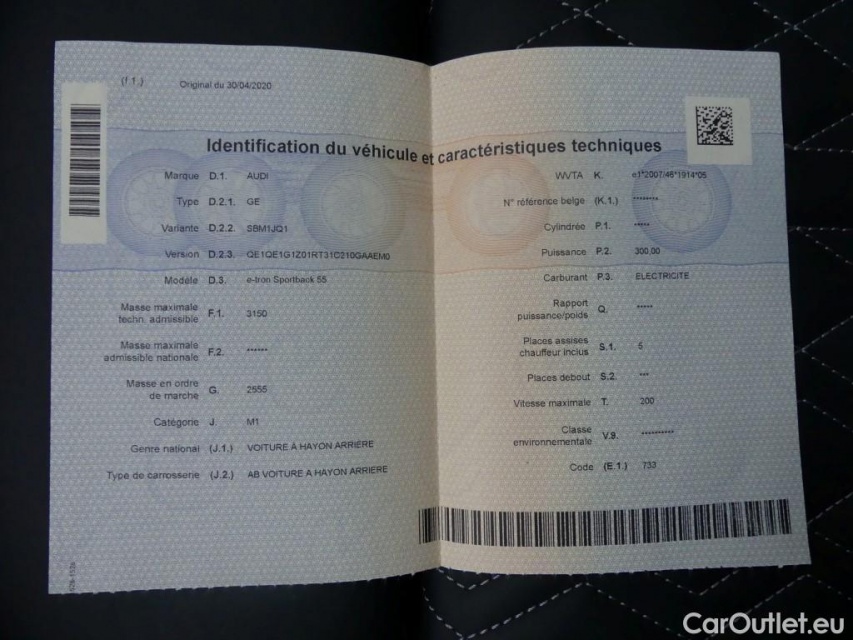 (I 1.) Original du 30/04/2020
Identification du véhicule et caractéristiques techniques
Marque D.1. AUDI
Type D.2.1. GE
Variante D.2.2. SBM1JQ1
Version D.2.3. QE1QE1G1Z01RT31C210GAAEM0
Modèle D.3. e-tron Sportback 55
Masse maximale
techn. admissible F.1. 3150
Masse maximale
admissible nationale F.2. ******
Masse en ordre
de marche G. 2555
Catégorie J. M1
Genre national (J.1.) VOITURE À HAYON ARRIERE
Type de carrosserie (J.2.) AB VOITURE A HAYON ARRIERE
WVTA K. e1*2007/46*1914*05
N° référence belge (K.1.) ********
Cylindrée P.1. *****
Puissance P.2. 300.00
Carburant P.3. ELECTRICITE
Rapport
puissance/poids Q. *****
Places assises
chauffeur inclus S.1. 5
Places debout S.2. ***
Vitesse maximale T. 200
Classe
environnementale V.9. **********
Code (E.1.) 733
CarOutlet.eu